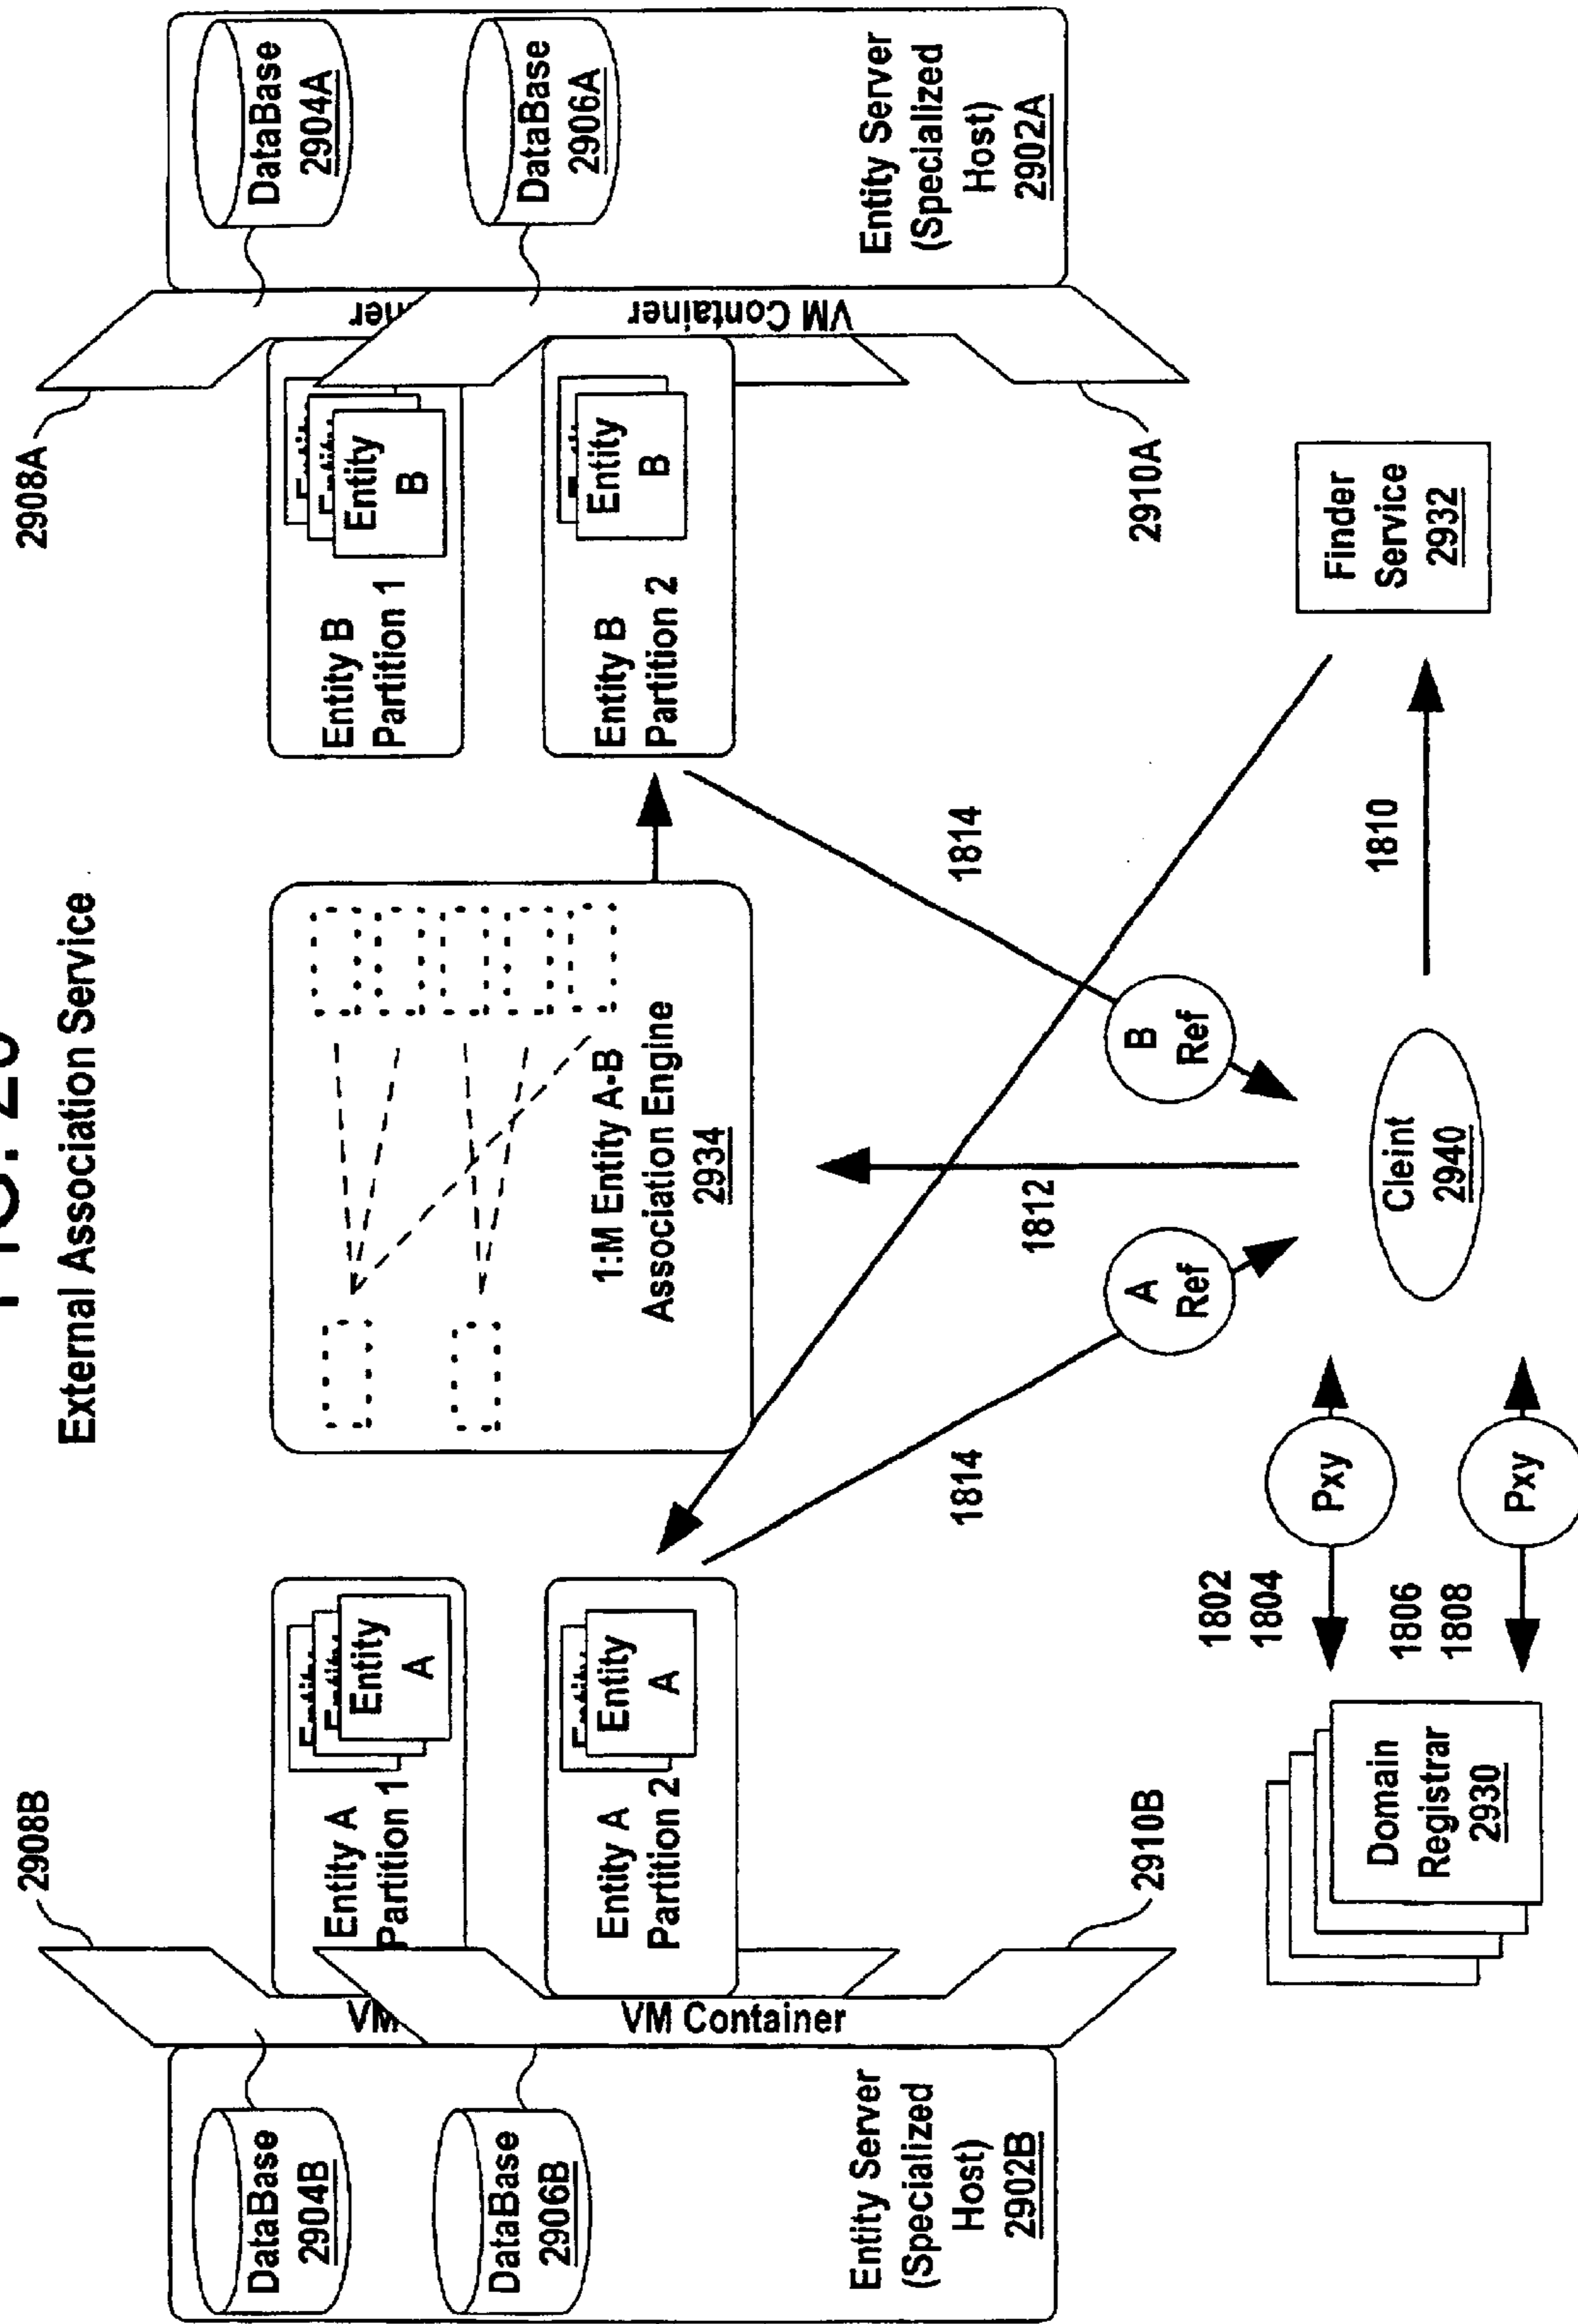 External Association Service
2908B
2908A
DataBase
2904B
DataBase
2906B
Entity Server
(Specialized
Host)
2902B
VM
VM Container
2910B
Entity A
Partition 1
Entity
A
Entity A
Partition 2
Entity
A
1:M Entity A-B
Association Engine
2934
Entity B
Partition 1
Entity
B
Entity B
Partition 2
Entity
B
VM Container
2910A
DataBase
2904A
DataBase
2906A
Entity Server
(Specialized
Host)
2902A
1814
1812
1814
A
Ref
B
Ref
1802
1804
Pxy
1806
1808
Pxy
Domain
Registrar
2930
Cleint
2940
1810
Finder
Service
2932